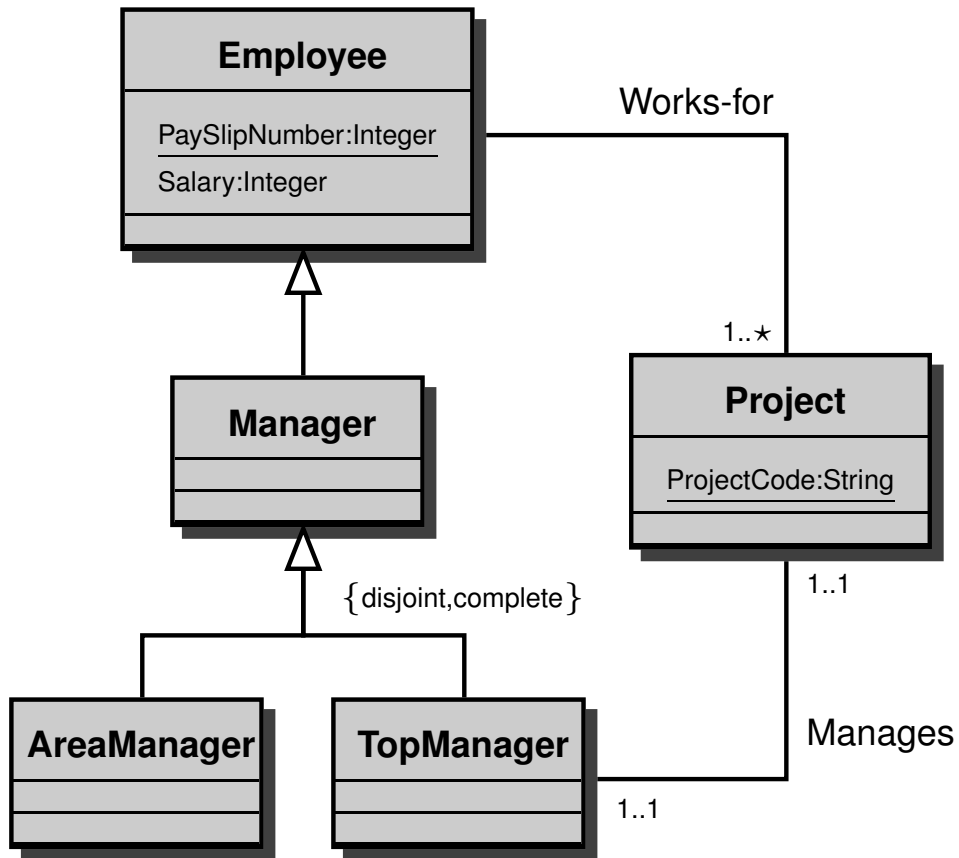 Employee
PaySlipNumber:Integer
Salary:Integer
Works-for
1..⋆
Manager
Project
ProjectCode:String
{disjoint,complete}
1..1
AreaManager
TopManager
Manages
1..1